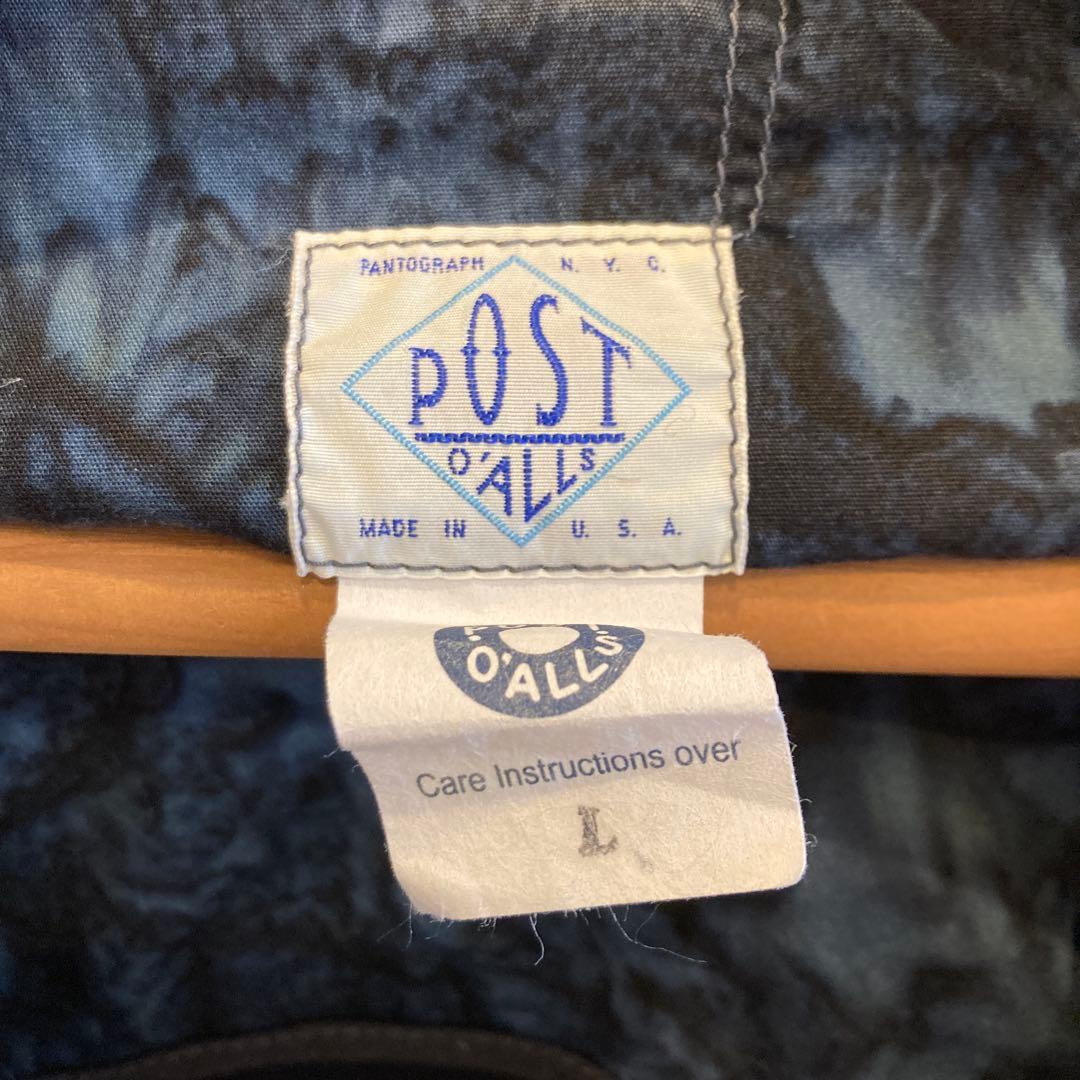 PANTOGRAPH N. Y. C.
POST
O'ALLS
MADE IN U. S. A.
O'ALLS
Care Instructions over
L